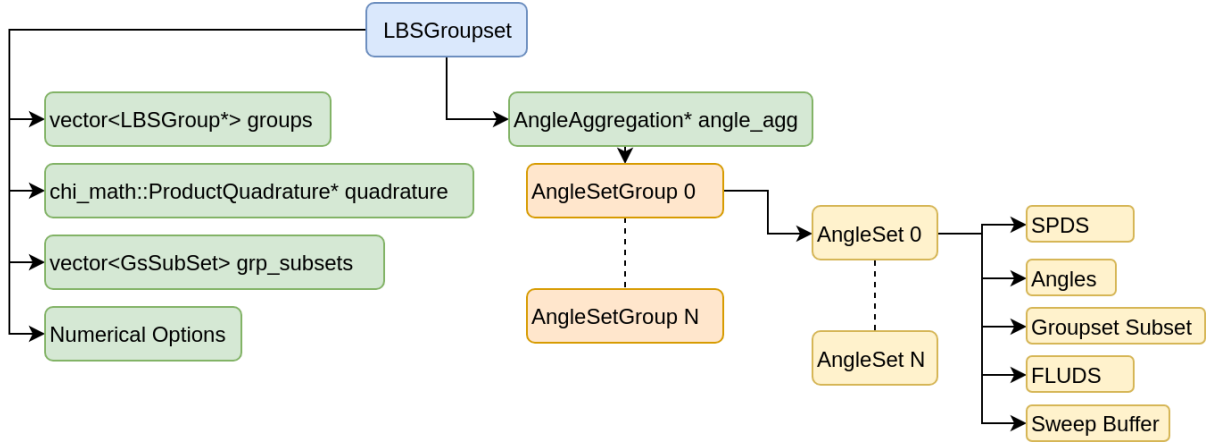 LBSGroupset
vector<LBSGroup*> groups
AngleAggregation* angle_agg
chi_math::ProductQuadrature* quadrature
AngleSetGroup 0
vector<GsSubSet> grp_subsets
AngleSetGroup N
Numerical Options
AngleSet 0
AngleSet N
SPDS
Angles
Groupset Subset
FLUDS
Sweep Buffer